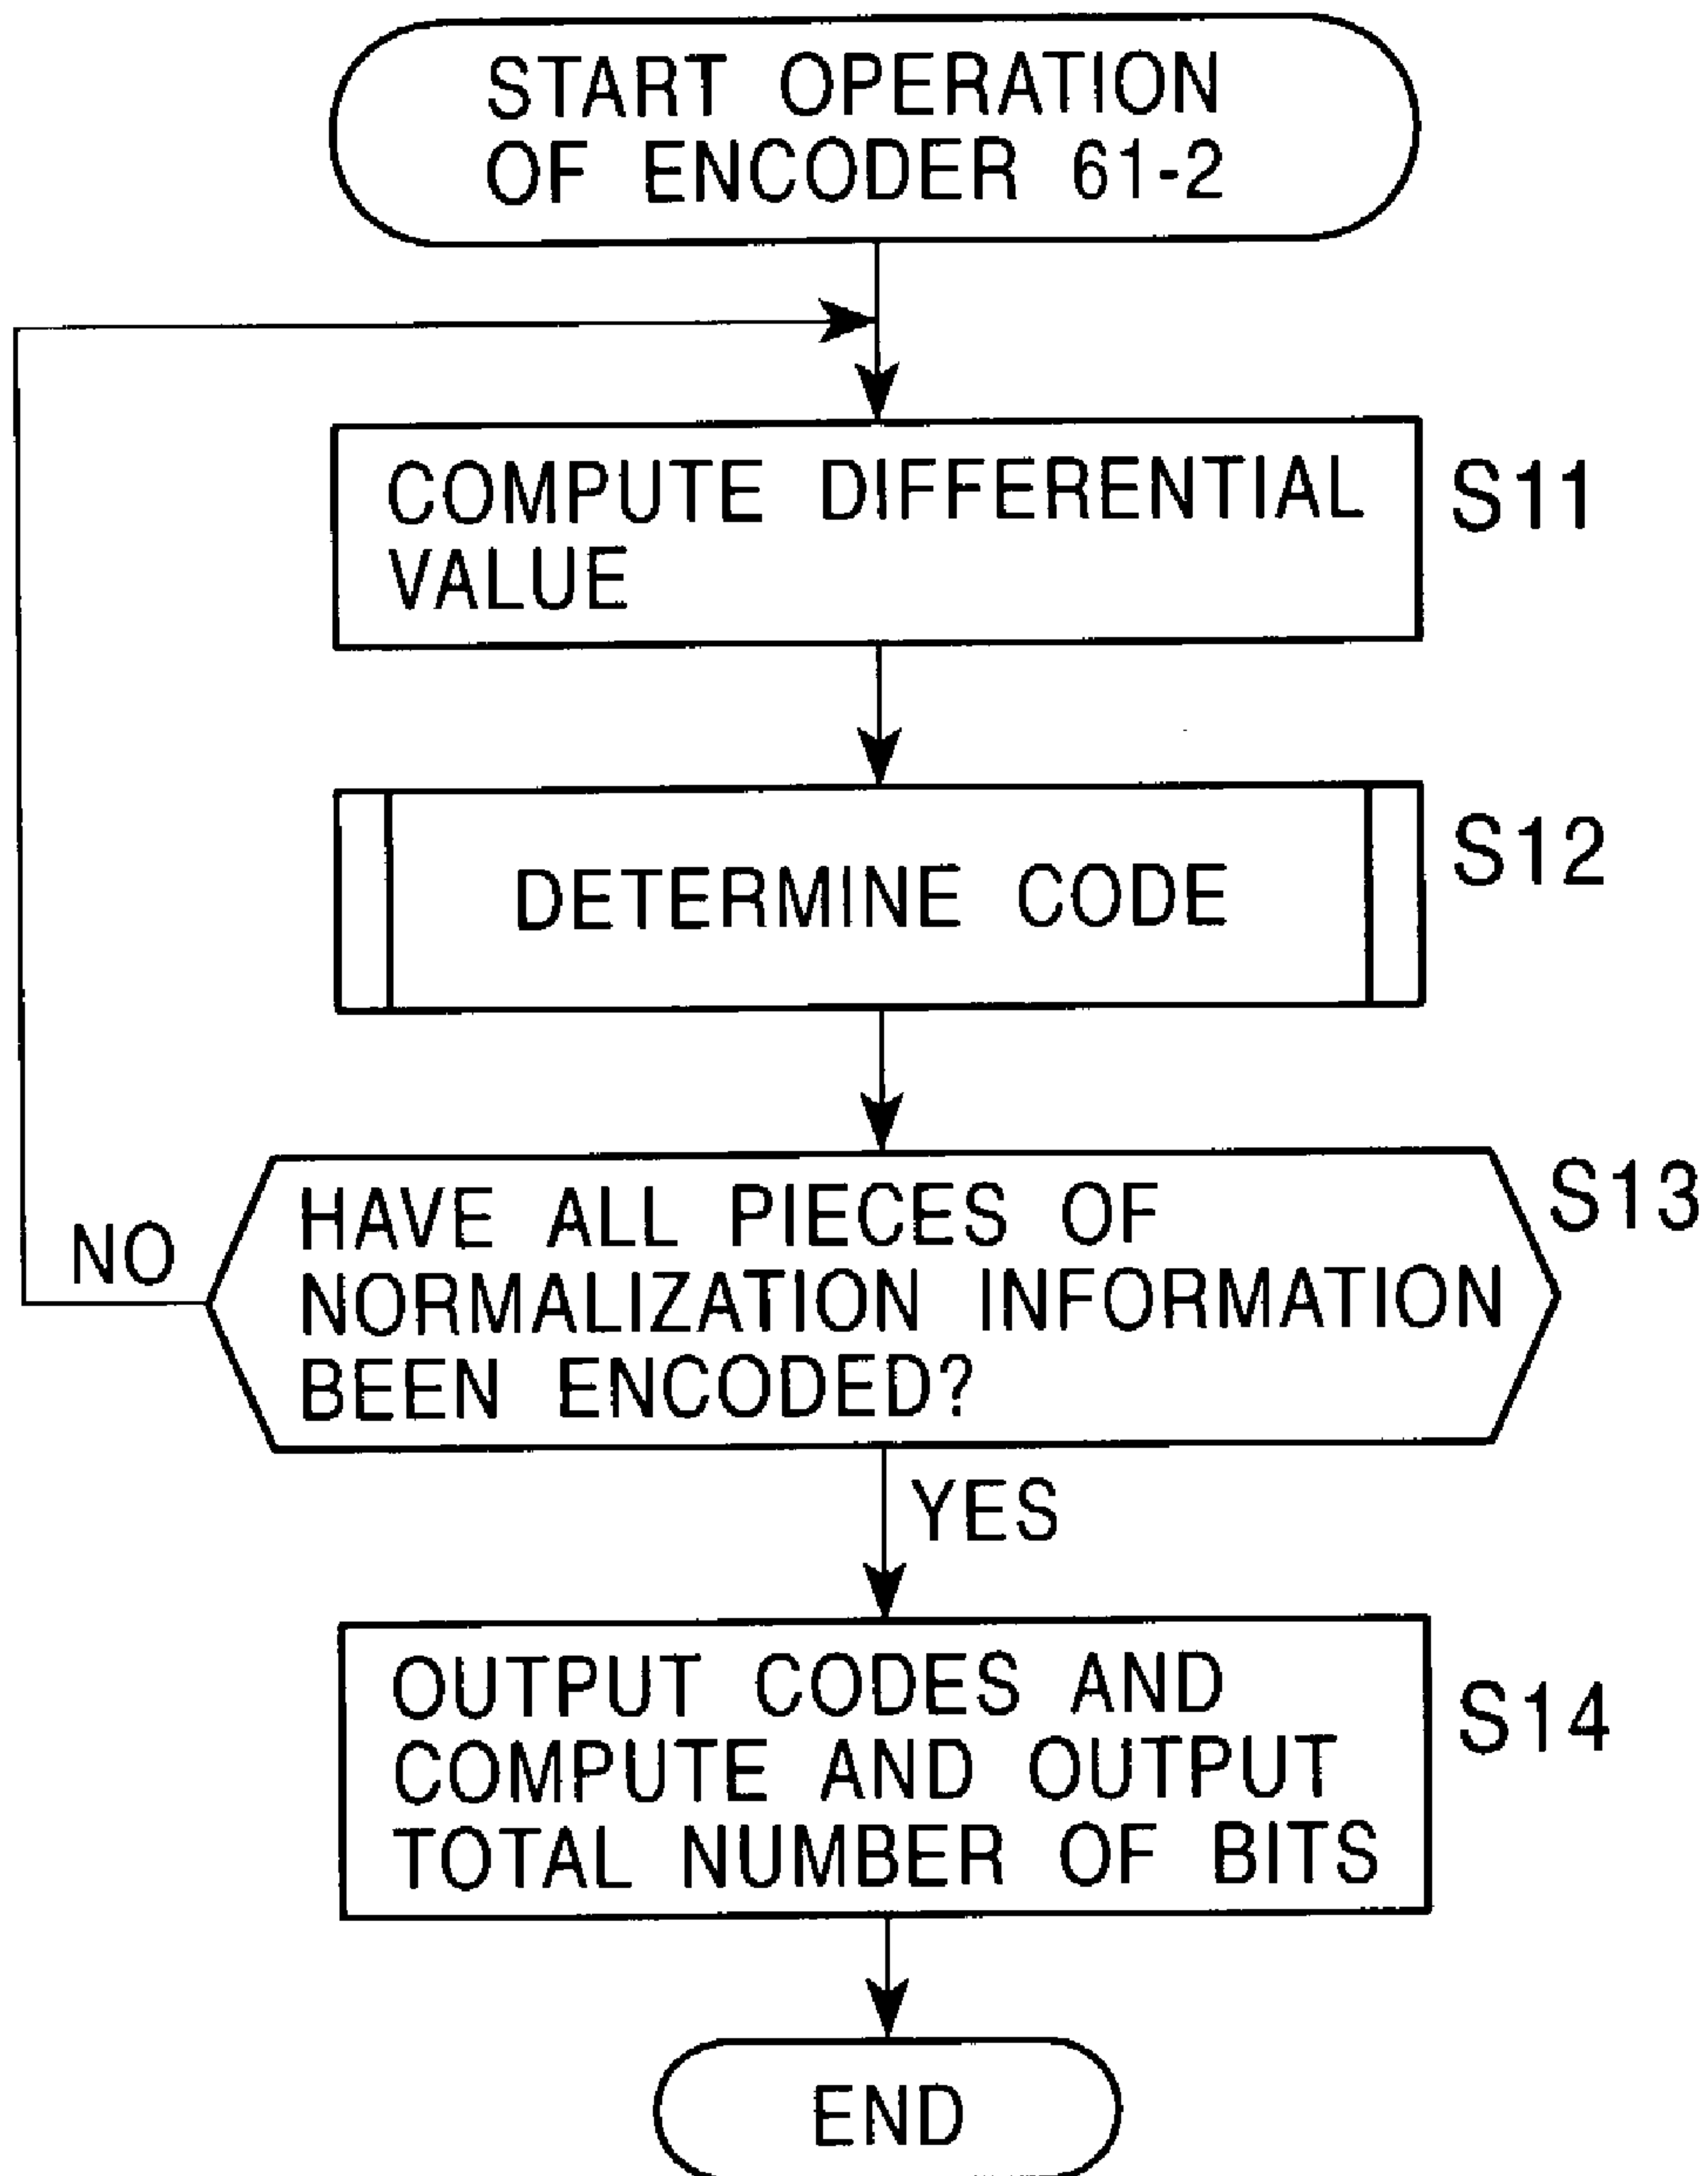 START OPERATION
OF ENCODER 61-2
COMPUTE DIFFERENTIAL
VALUE
S11
DETERMINE CODE
S12
HAVE ALL PIECES OF
NORMALIZATION INFORMATION
BEEN ENCODED?
S13
NO
YES
OUTPUT CODES AND
COMPUTE AND OUTPUT
TOTAL NUMBER OF BITS
S14
END